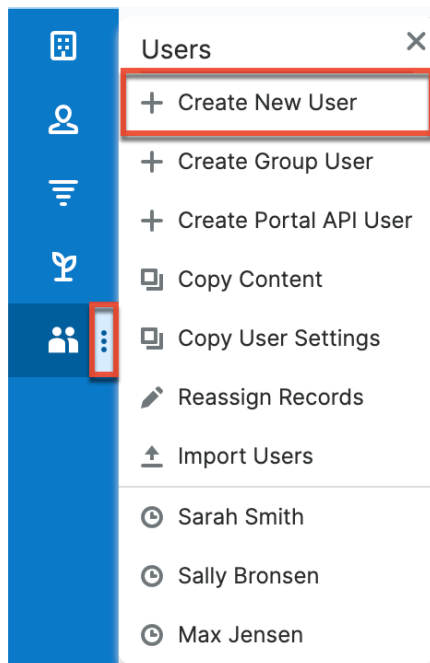 Users
Create New User
Create Group User
Create Portal API User
Copy Content
Copy User Settings
Reassign Records
Import Users
Sarah Smith
Sally Bronsen
Max Jensen